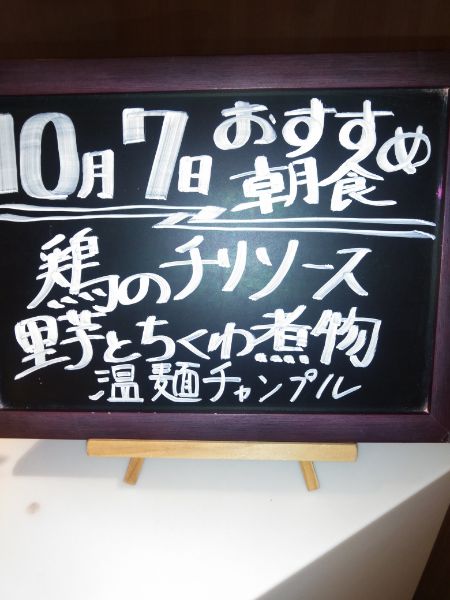 10月7日 おすすめ朝食
鶏のチリソース
野芋とちくわ煮物
温麺チャンプル